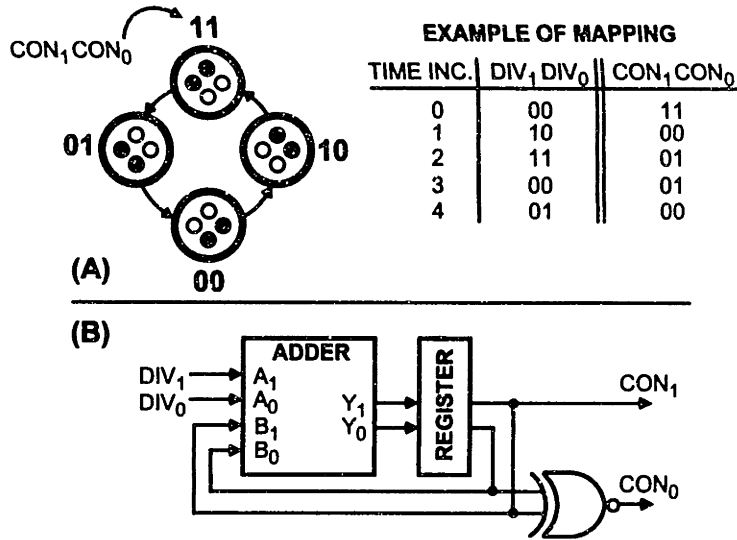 CON₁CON₀
11
01
10
00
(A)
EXAMPLE OF MAPPING
TIME INC. DIV₁ DIV₀ CON₁CON₀
0 00 11
1 10 00
2 11 01
3 00 01
4 01 00
(B)
ADDER
REGISTER
DIV₁ A₁
DIV₀ A₀
B₁
B₀
Y₁
Y₀
CON₁
CON₀